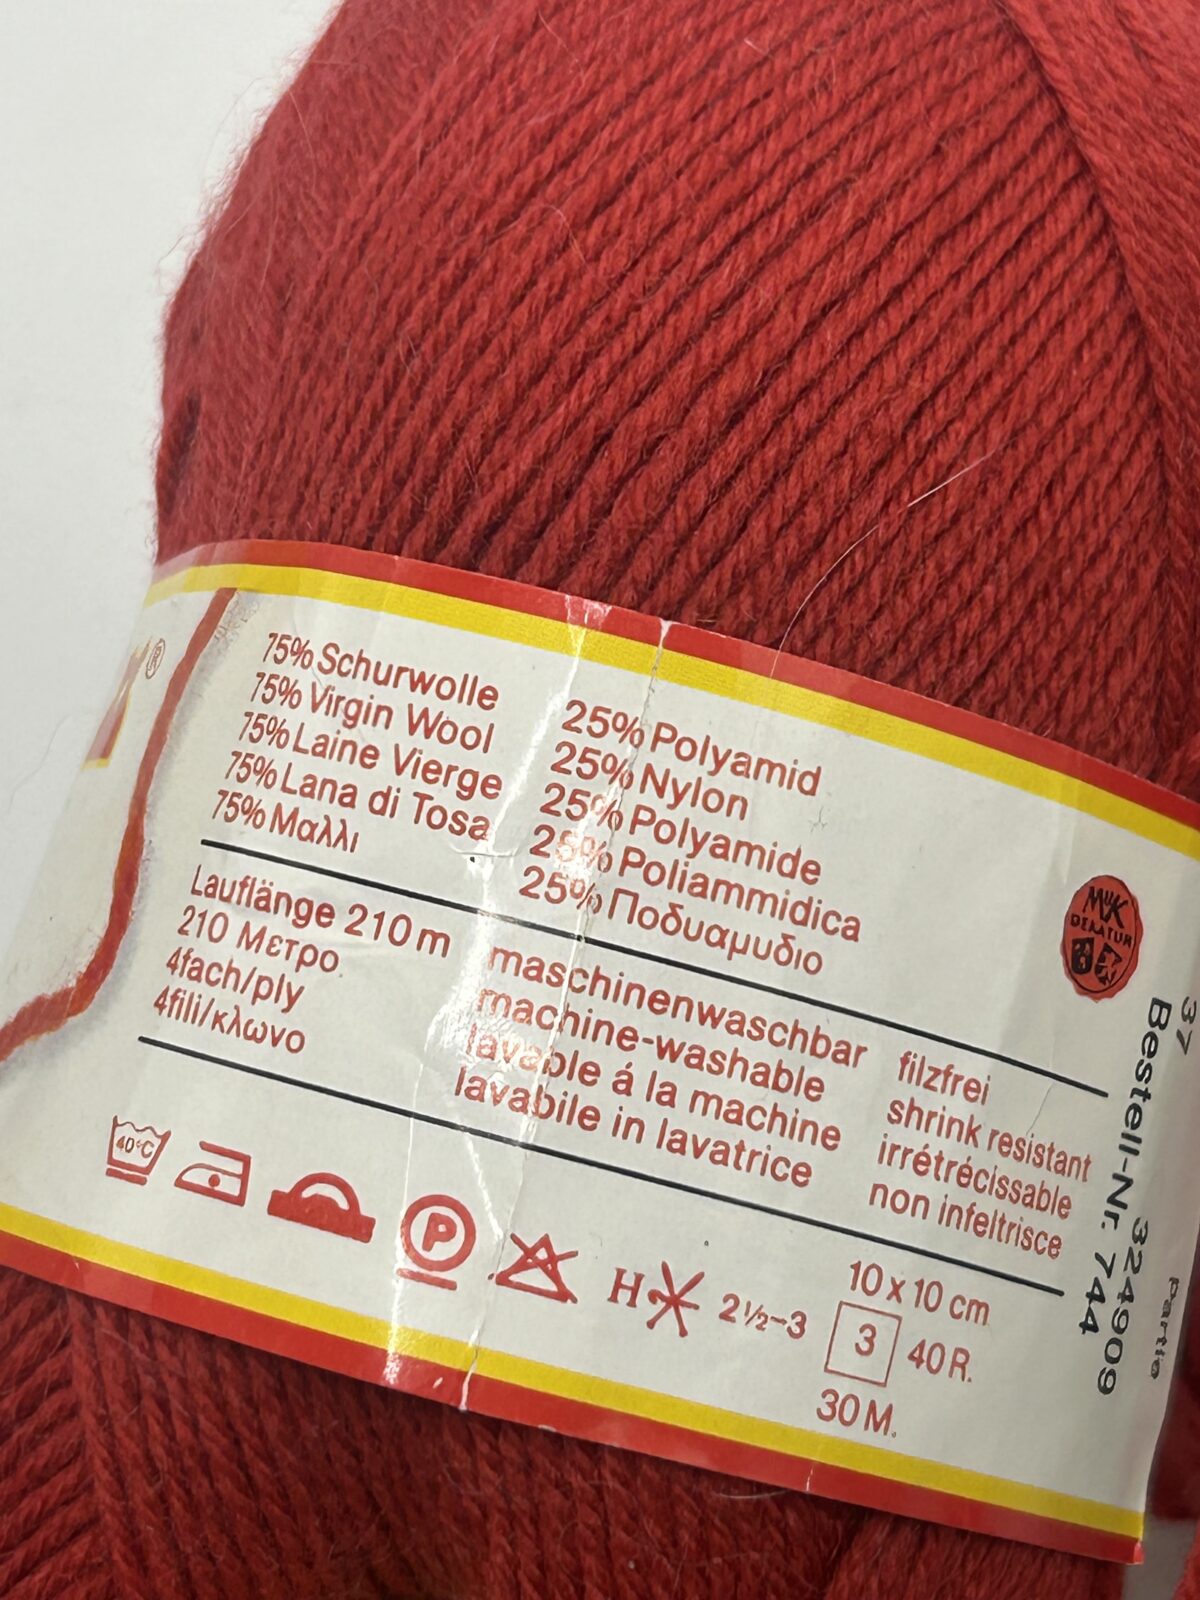 ®
75% Schurwolle
75% Virgin Wool
75% Laine Vierge
75% Lana di Tosa
75% Μαλλι
25% Polyamid
25% Nylon
25% Polyamide
25% Poliammidica
25% Ποδυαμυδιο
Lauflänge 210 m
210 Μετρο
4fach/ply
4fili/κλωνο
maschinenwaschbar
machine-washable
lavable á la machine
lavabile in lavatrice
filzfrei
shrink resistant
irrétrécissable
non infeltrisce
40°C
P
H
2½-3
10 x 10 cm
3
40 R.
30 M.
MuK
DEKATUR
37
Bestell-Nr. 744
324909
Partie